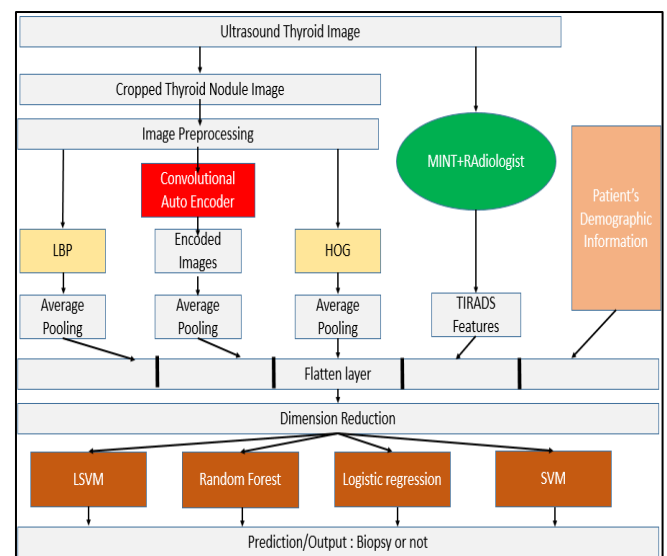 Ultrasound Thyroid Image
Cropped Thyroid Nodule Image
Image Preprocessing
MINT+RAdiologist
Patient's
Demographic
Information
Convolutional
Auto Encoder
LBP
Encoded
Images
HOG
Average
Pooling
Average
Pooling
Average
Pooling
TIRADS
Features
Flatten layer
Dimension Reduction
LSVM
Random Forest
Logistic regression
SVM
Prediction/Output : Biopsy or not